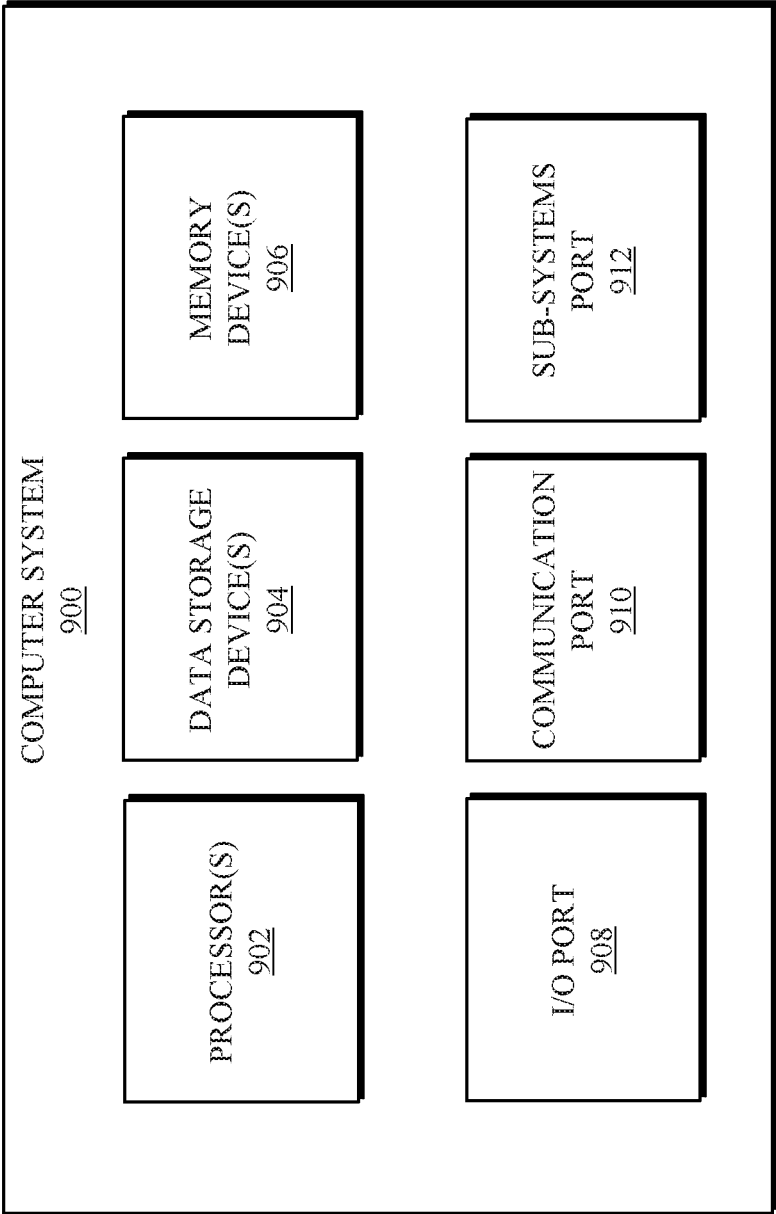 COMPUTER SYSTEM
900
PROCESSOR(S)
902
DATA STORAGE
DEVICE(S)
904
MEMORY
DEVICE(S)
906
I/O PORT
908
COMMUNICATION
PORT
910
SUB-SYSTEMS
PORT
912